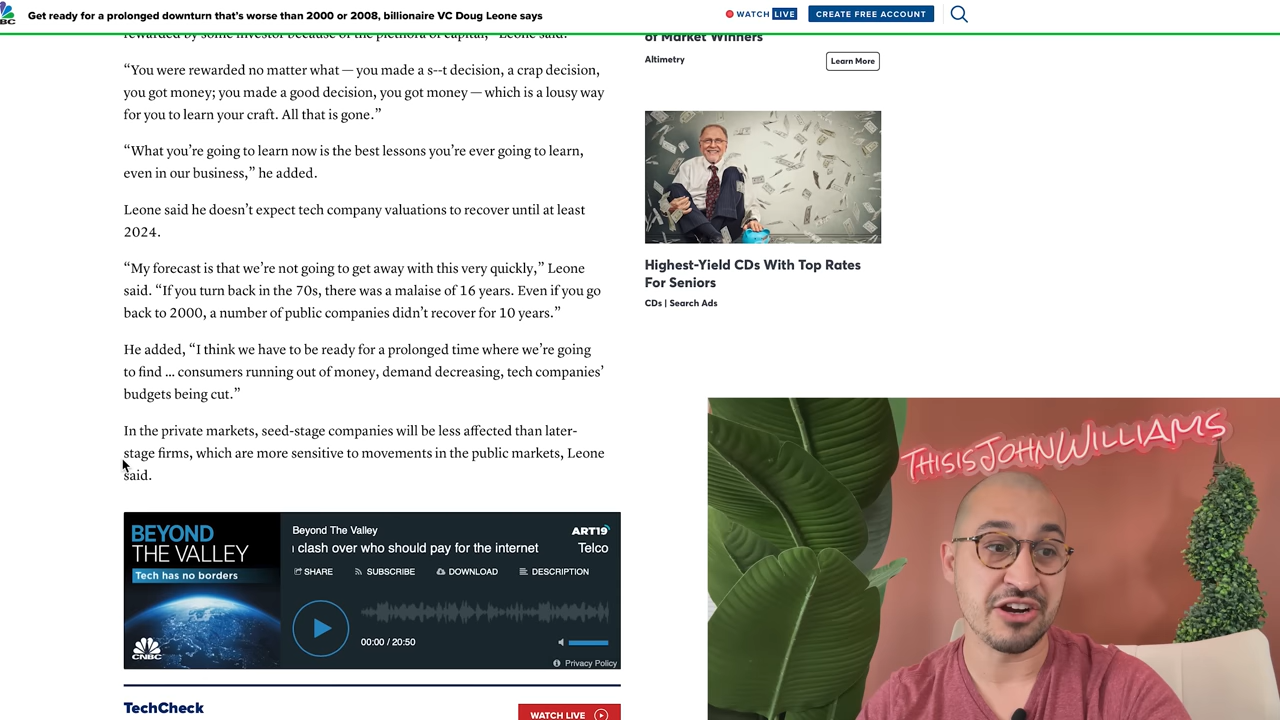 Get ready for a prolonged downturn that's worse than 2000 or 2008, billionaire VC Doug Leone says
WATCH LIVE
CREATE FREE ACCOUNT
rewarded by some investor because of the plethora of capital,” Leone said.
“You were rewarded no matter what — you made a s--t decision, a crap decision,
you got money; you made a good decision, you got money — which is a lousy way
for you to learn your craft. All that is gone.”
“What you’re going to learn now is the best lessons you’re ever going to learn,
even in our business,” he added.
Leone said he doesn’t expect tech company valuations to recover until at least
2024.
“My forecast is that we’re not going to get away with this very quickly,” Leone
said. “If you turn back in the 70s, there was a malaise of 16 years. Even if you go
back to 2000, a number of public companies didn’t recover for 10 years.”
He added, “I think we have to be ready for a prolonged time where we’re going
to find ... consumers running out of money, demand decreasing, tech companies’
budgets being cut.”
In the private markets, seed-stage companies will be less affected than later-
stage firms, which are more sensitive to movements in the public markets, Leone
said.
of Market Winners
Altimetry
Learn More
Highest-Yield CDs With Top Rates
For Seniors
CDs | Search Ads
BEYOND
THE VALLEY
Tech has no borders
CNBC
Beyond The Valley
ART19
clash over who should pay for the internet
Telco
SHARE
SUBSCRIBE
DOWNLOAD
DESCRIPTION
00:00 / 20:50
Privacy Policy
TechCheck
WATCH LIVE
THISISJOHNWILLIAMS